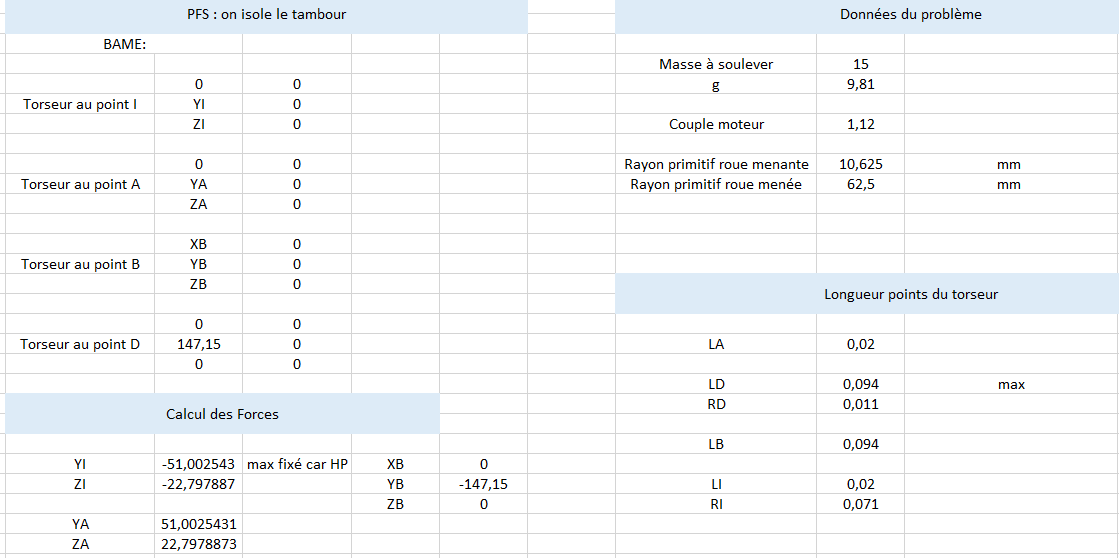 PFS : on isole le tambour
BAME:
0 0
Torseur au point I YI 0
ZI 0
0 0
Torseur au point A YA 0
ZA 0
XB 0
Torseur au point B YB 0
ZB 0
0 0
Torseur au point D 147,15 0
0 0
Calcul des Forces
YI -51,002543 max fixé car HP XB 0
ZI -22,797887 YB -147,15
ZB 0
YA 51,0025431
ZA 22,7978873
Données du problème
Masse à soulever 15
g 9,81
Couple moteur 1,12
Rayon primitif roue menante 10,625 mm
Rayon primitif roue menée 62,5 mm
Longueur points du torseur
LA 0,02
LD 0,094 max
RD 0,011
LB 0,094
LI 0,02
RI 0,071